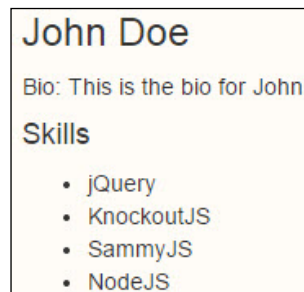 John Doe
Bio: This is the bio for John
Skills
• jQuery
• KnockoutJS
• SammyJS
• NodeJS